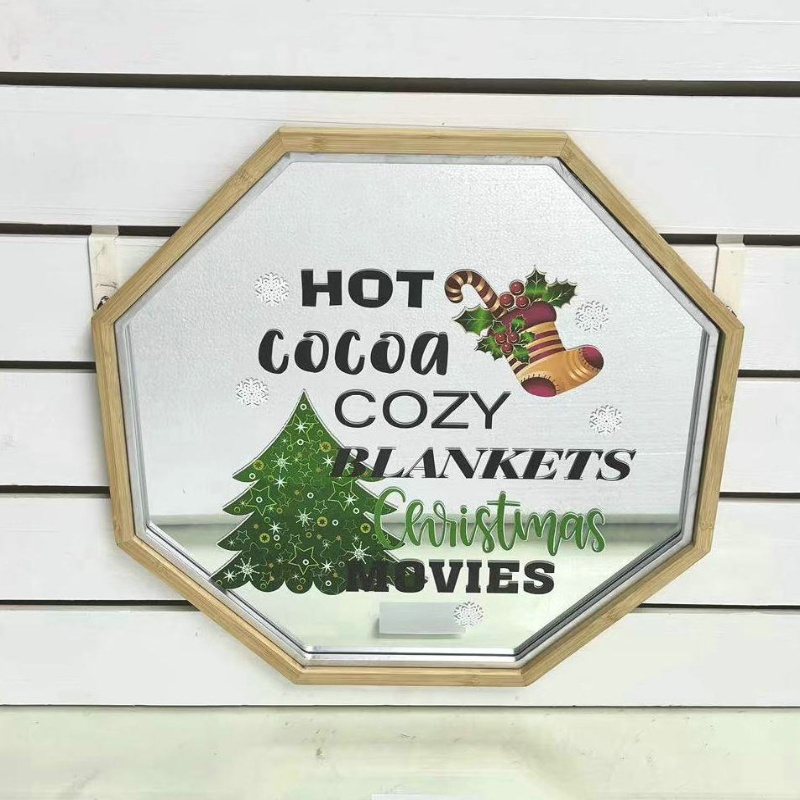 HOT
cocoa
COZY
BLANKETS
Christmas
MOVIES